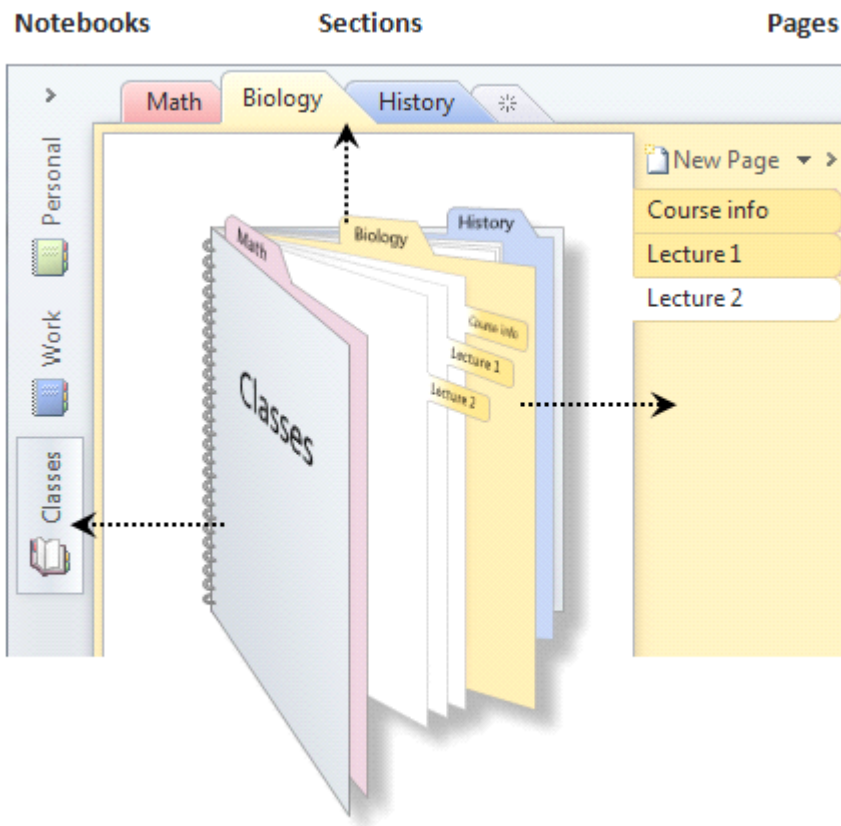 Notebooks Sections Pages
Math Biology History
Personal
Work
Classes
New Page
Course info
Lecture 1
Lecture 2
Math
Biology
History
Course info
Lecture 1
Lecture 2
Classes